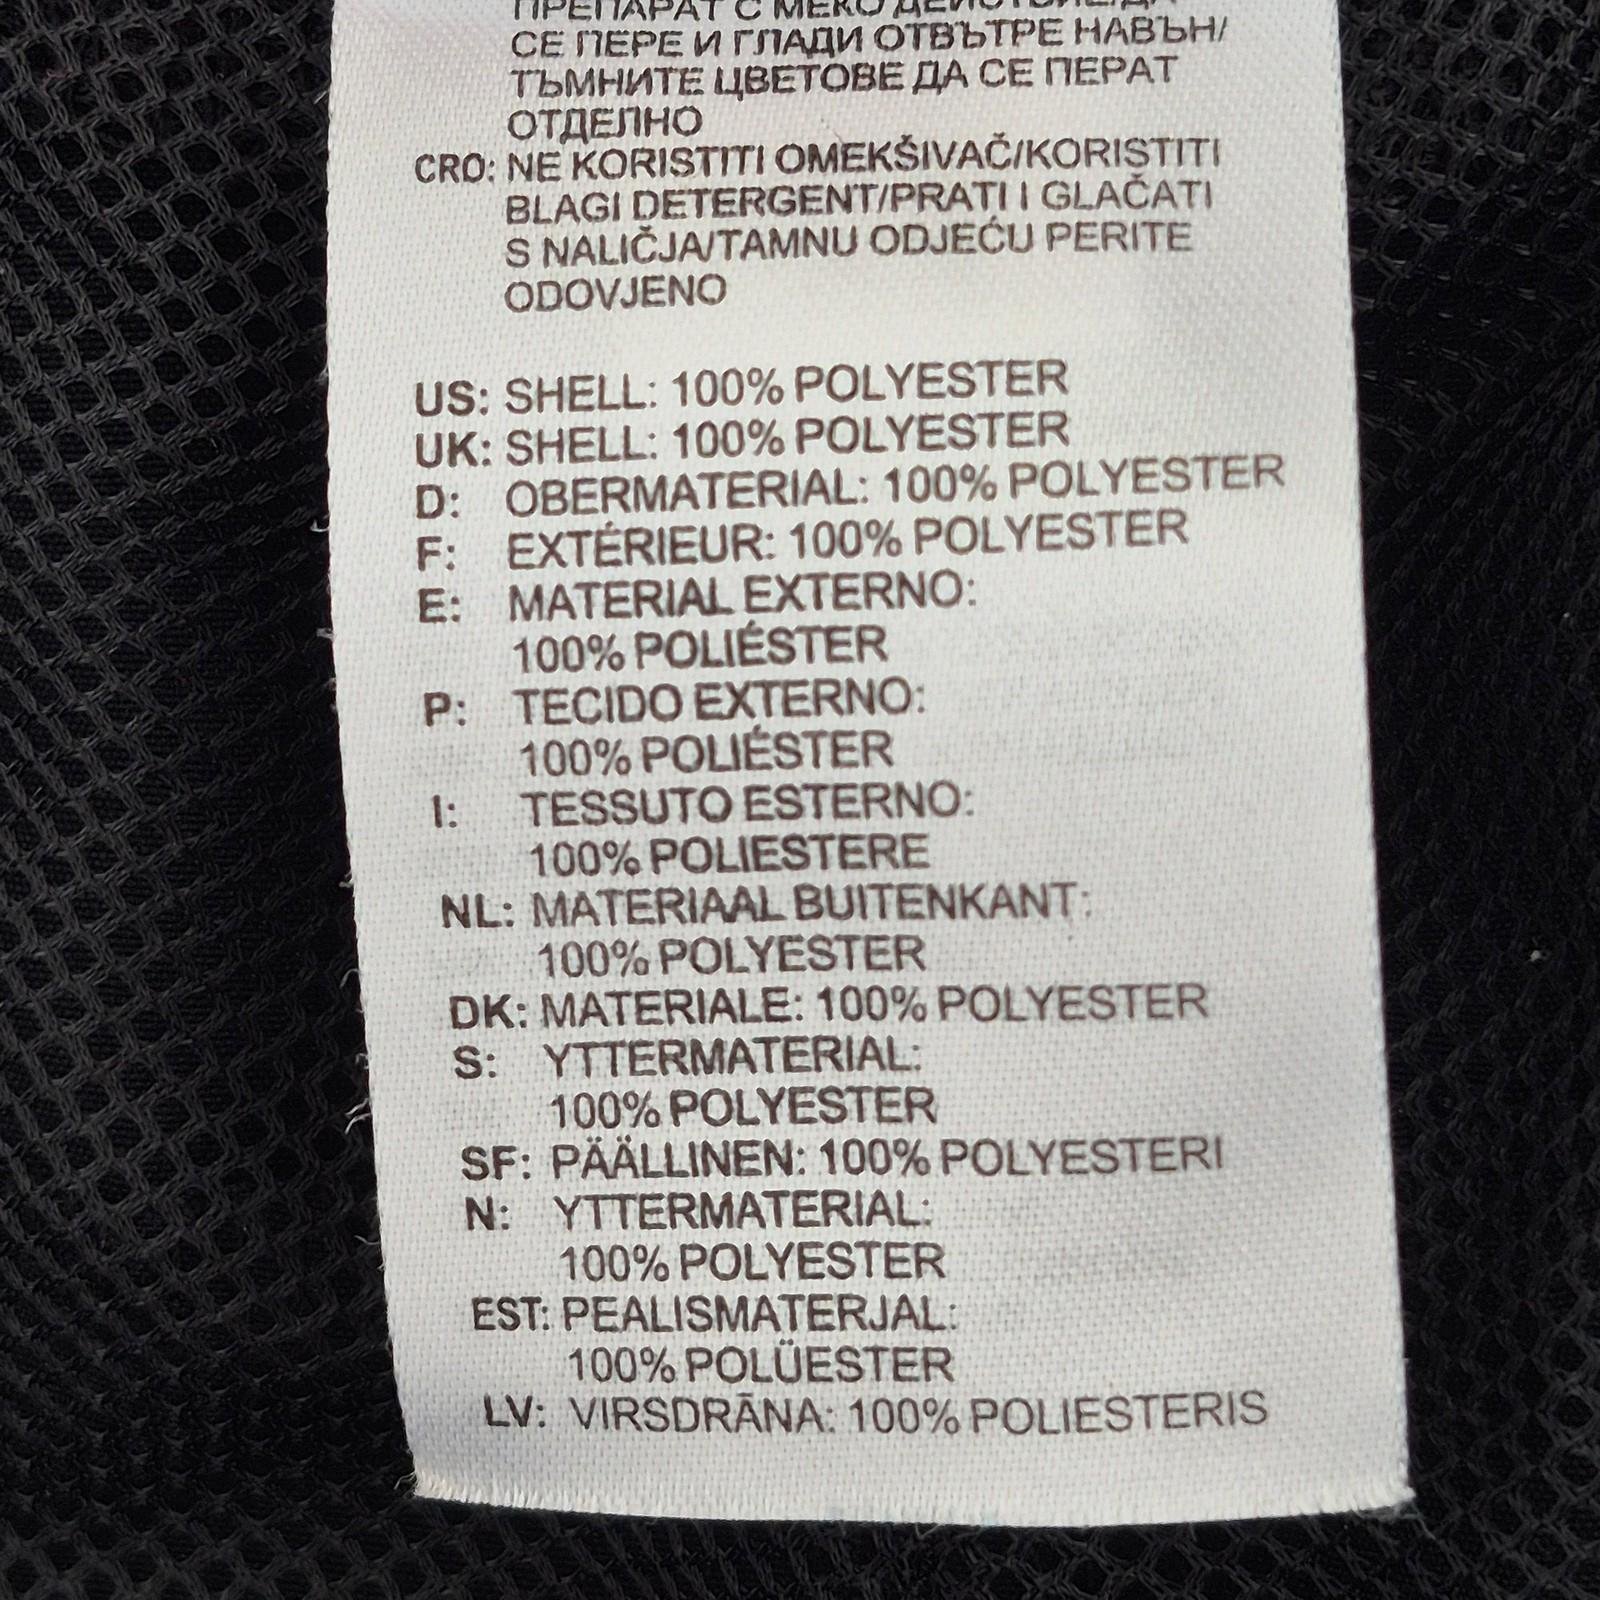 ПРЕПАРАТ С МЕКО ДЕЙСТВИЕ/ДА
СЕ ПЕРЕ И ГЛАДИ ОТВЪТРЕ НАВЪН/
ТЪМНИТЕ ЦВЕТОВЕ ДА СЕ ПЕРАТ
ОТДЕЛНО
CRO: NE KORISTITI OMEKŠIVAČ/KORISTITI
BLAGI DETERGENT/PRATI I GLAČATI
S NALIČJA/TAMNU ODJEĆU PERITE
ODOVJENO
US: SHELL: 100% POLYESTER
UK: SHELL: 100% POLYESTER
D: OBERMATERIAL: 100% POLYESTER
F: EXTÉRIEUR: 100% POLYESTER
E: MATERIAL EXTERNO:
100% POLIÉSTER
P: TECIDO EXTERNO:
100% POLIÉSTER
I: TESSUTO ESTERNO:
100% POLIESTERE
NL: MATERIAAL BUITENKANT:
100% POLYESTER
DK: MATERIALE: 100% POLYESTER
S: YTTERMATERIAL:
100% POLYESTER
SF: PÄÄLLINEN: 100% POLYESTERI
N: YTTERMATERIAL:
100% POLYESTER
EST: PEALISMATERJAL:
100% POLÜESTER
LV: VIRSDRĀNA: 100% POLIESTERIS